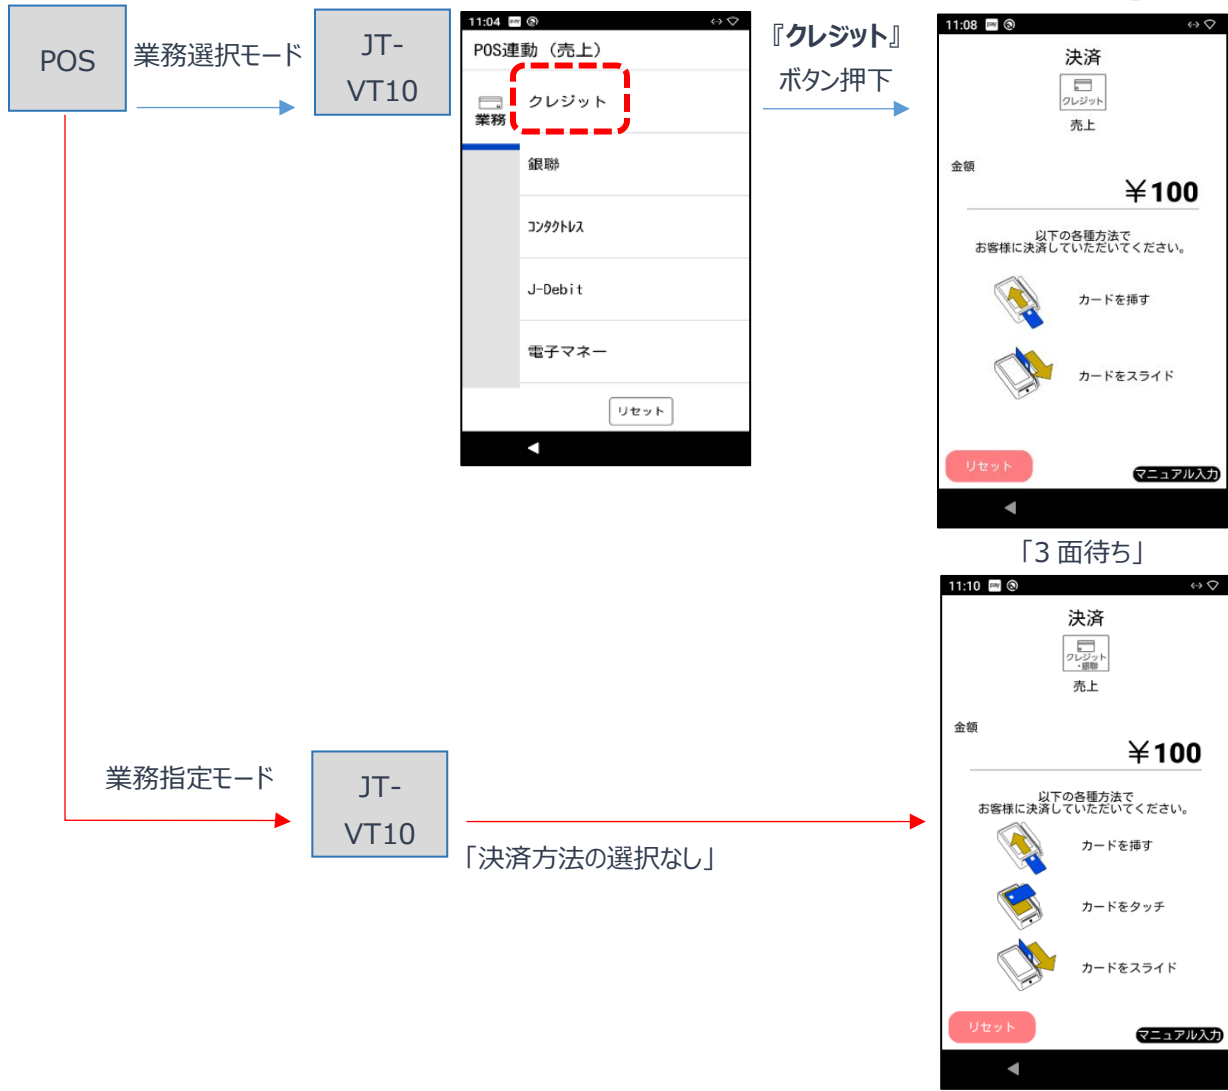 POS
業務選択モード
JT-
VT10
11:04
POS連動（売上）
業務
クレジット
銀聯
コンタクトレス
J-Debit
電子マネー
リセット
『クレジット』
ボタン押下
11:08
決済
クレジット
売上
金額
￥100
以下の各種方法で
お客様に決済していただいてください。
カードを挿す
カードをスライド
リセット
マニュアル入力
「3 面待ち」
業務指定モード
JT-
VT10
「決済方法の選択なし」
11:10
決済
クレジット
・銀聯
売上
金額
￥100
以下の各種方法で
お客様に決済していただいてください。
カードを挿す
カードをタッチ
カードをスライド
リセット
マニュアル入力